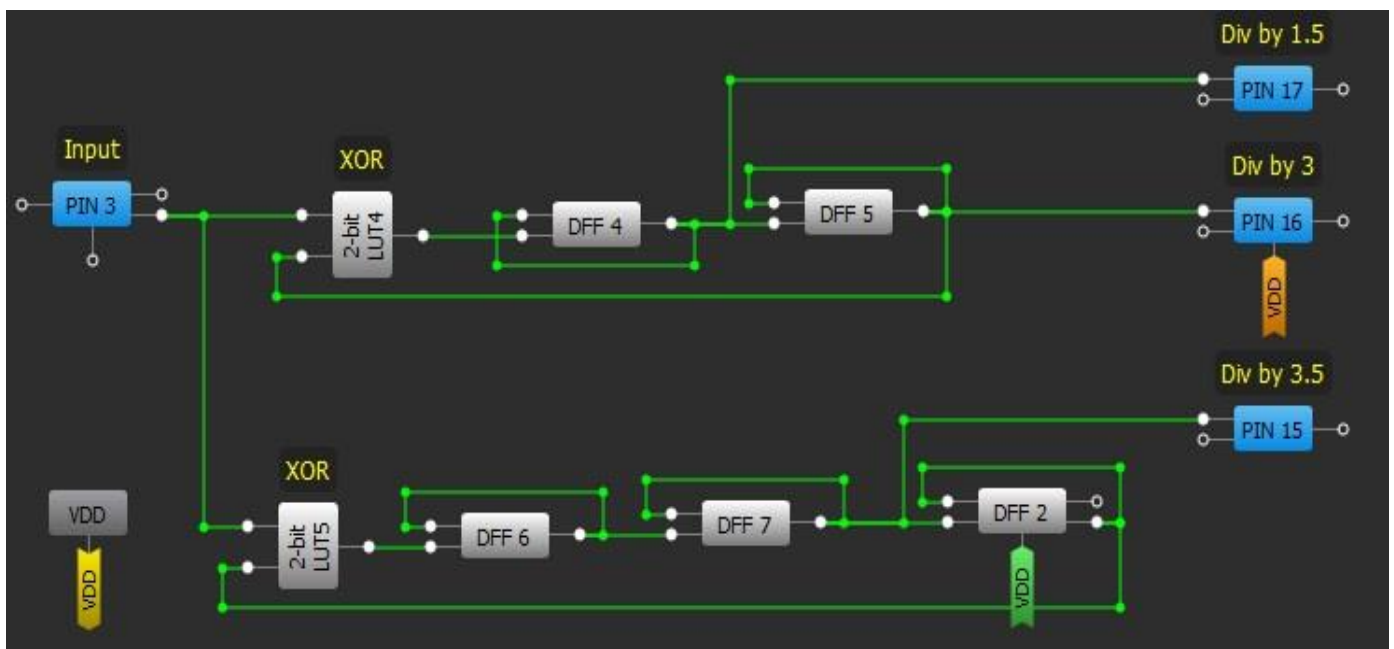 Div by 1.5
PIN 17
Input
PIN 3
XOR
2-bit
LUT4
DFF 4
DFF 5
Div by 3
PIN 16
VDD
Div by 3.5
PIN 15
XOR
2-bit
LUT5
DFF 6
DFF 7
DFF 2
VDD
VDD
VDD